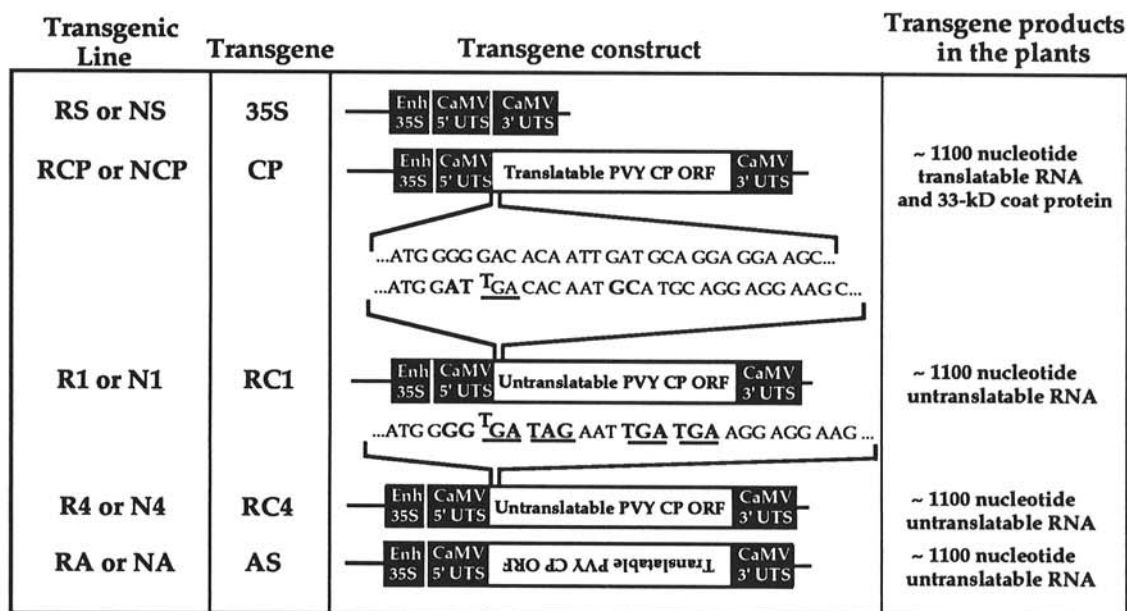 Transgenic Line
Transgene
Transgene construct
Transgene products in the plants
RS or NS
35S
Enh 35S
CaMV 5' UTS
CaMV 3' UTS
RCP or NCP
CP
Enh 35S
CaMV 5' UTS
Translatable PVY CP ORF
CaMV 3' UTS
~ 1100 nucleotide
translatable RNA
and 33-kD coat protein
...ATG GGG GAC ACA ATT GAT GCA GGA GGA AGC...
...ATG GAT TGA CAC AAT GCA TGC AGG AGG AAG C...
R1 or N1
RC1
Enh 35S
CaMV 5' UTS
Untranslatable PVY CP ORF
CaMV 3' UTS
~ 1100 nucleotide
untranslatable RNA
...ATG GGG TGA TAG AAT TGA TGA AGG AGG AAG ...
R4 or N4
RC4
Enh 35S
CaMV 5' UTS
Untranslatable PVY CP ORF
CaMV 3' UTS
~ 1100 nucleotide
untranslatable RNA
RA or NA
AS
Enh 35S
CaMV 5' UTS
Translatable PVY CP ORF
CaMV 3' UTS
~ 1100 nucleotide
untranslatable RNA